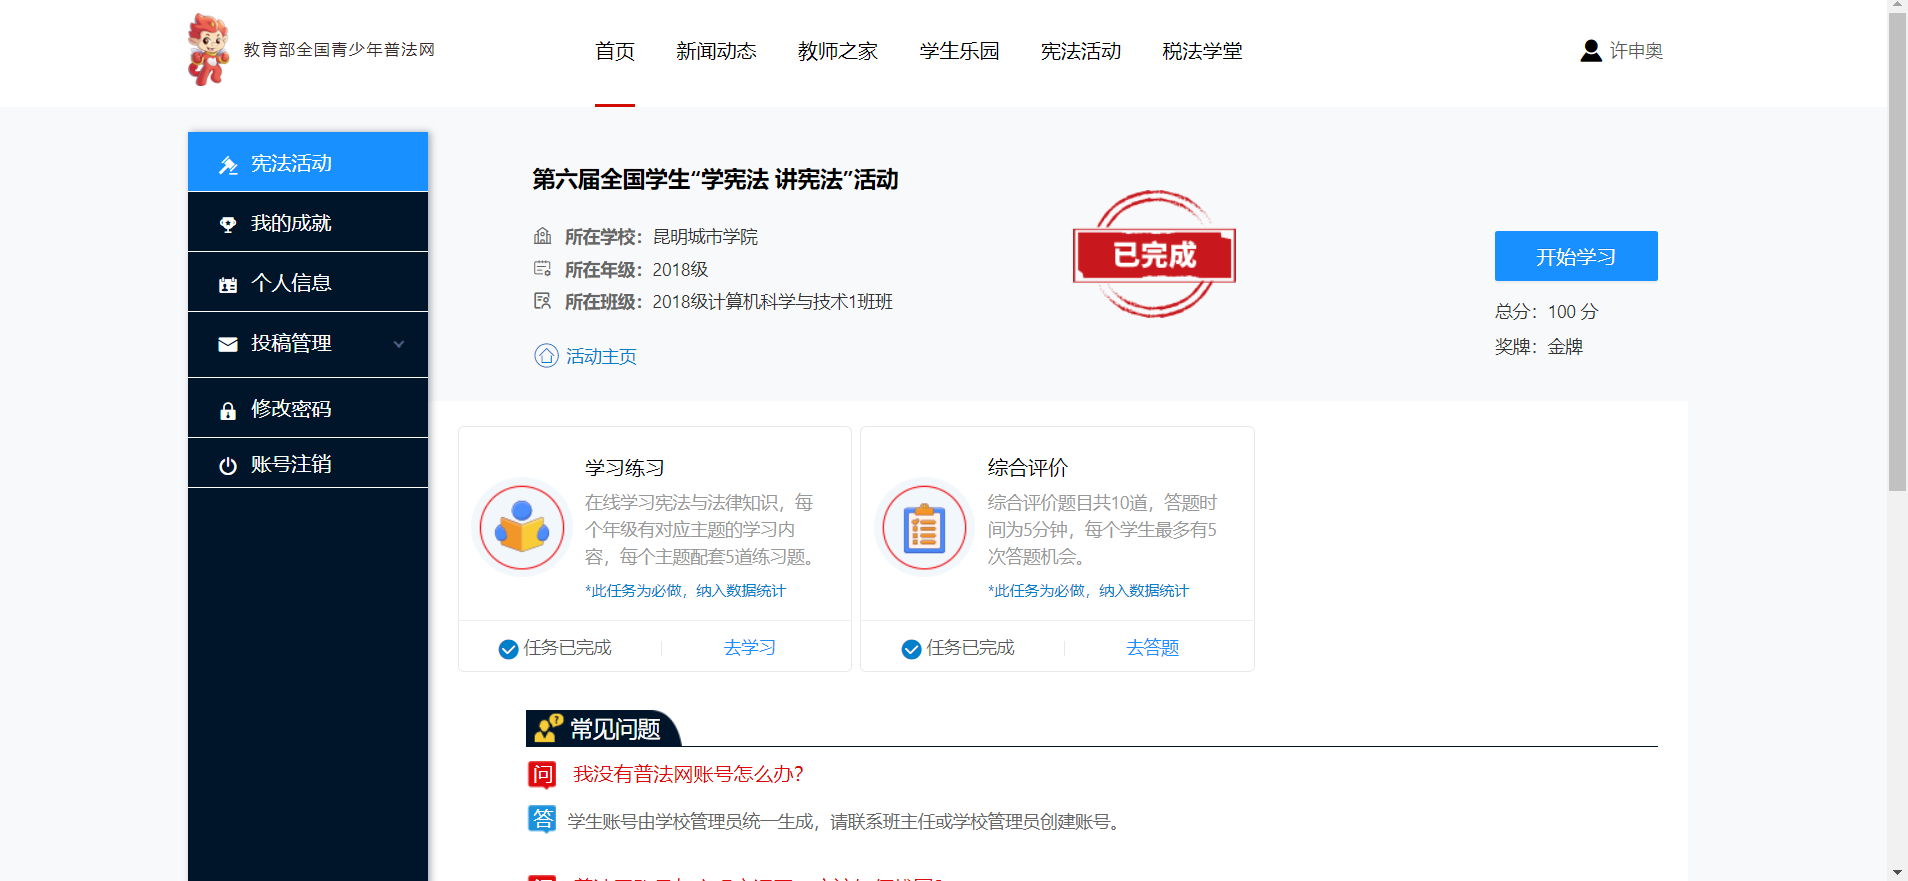 教育部全国青少年普法网
首页 新闻动态 教师之家 学生乐园 宪法活动 税法学堂
许申奥
宪法活动
我的成就
个人信息
投稿管理
修改密码
账号注销
第六届全国学生“学宪法 讲宪法”活动
所在学校：昆明城市学院
所在年级：2018级
所在班级：2018级计算机科学与技术1班班
活动主页
已完成
开始学习
总分：100 分
奖牌：金牌
学习练习
在线学习宪法与法律知识，每
个年级有对应主题的学习内
容，每个主题配套5道练习题。
*此任务为必做，纳入数据统计
任务已完成 去学习
综合评价
综合评价题目共10道，答题时
间为5分钟，每个学生最多有5
次答题机会。
*此任务为必做，纳入数据统计
任务已完成 去答题
常见问题
问 我没有普法网账号怎么办？
答 学生账号由学校管理员统一生成，请联系班主任或学校管理员创建账号。